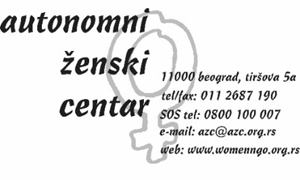 autonomni
ženski
centar
11000 beograd, tiršova 5a
tel/fax: 011 2687 190
SOS tel: 0800 100 007
e-mail: azc@azc.org.rs
web: www.womenngo.org.rs